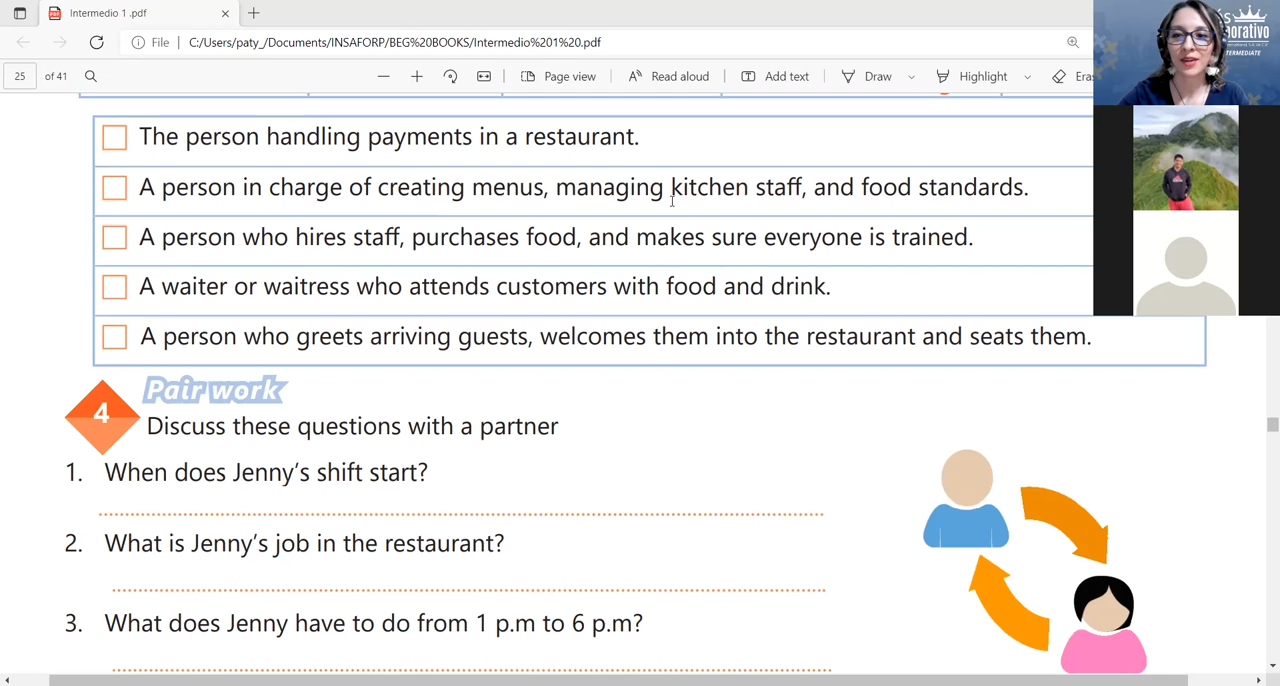 Intermedio 1 .pdf
File
C:/Users/paty_/Documents/INSAFORP/BEG%20BOOKS/Intermedio%201%20.pdf
25 of 41
Page view
Read aloud
Add text
Draw
Highlight
The person handling payments in a restaurant.
A person in charge of creating menus, managing kitchen staff, and food standards.
A person who hires staff, purchases food, and makes sure everyone is trained.
A waiter or waitress who attends customers with food and drink.
A person who greets arriving guests, welcomes them into the restaurant and seats them.
4
Pair work
Discuss these questions with a partner
1. When does Jenny's shift start?
2. What is Jenny's job in the restaurant?
3. What does Jenny have to do from 1 p.m to 6 p.m?